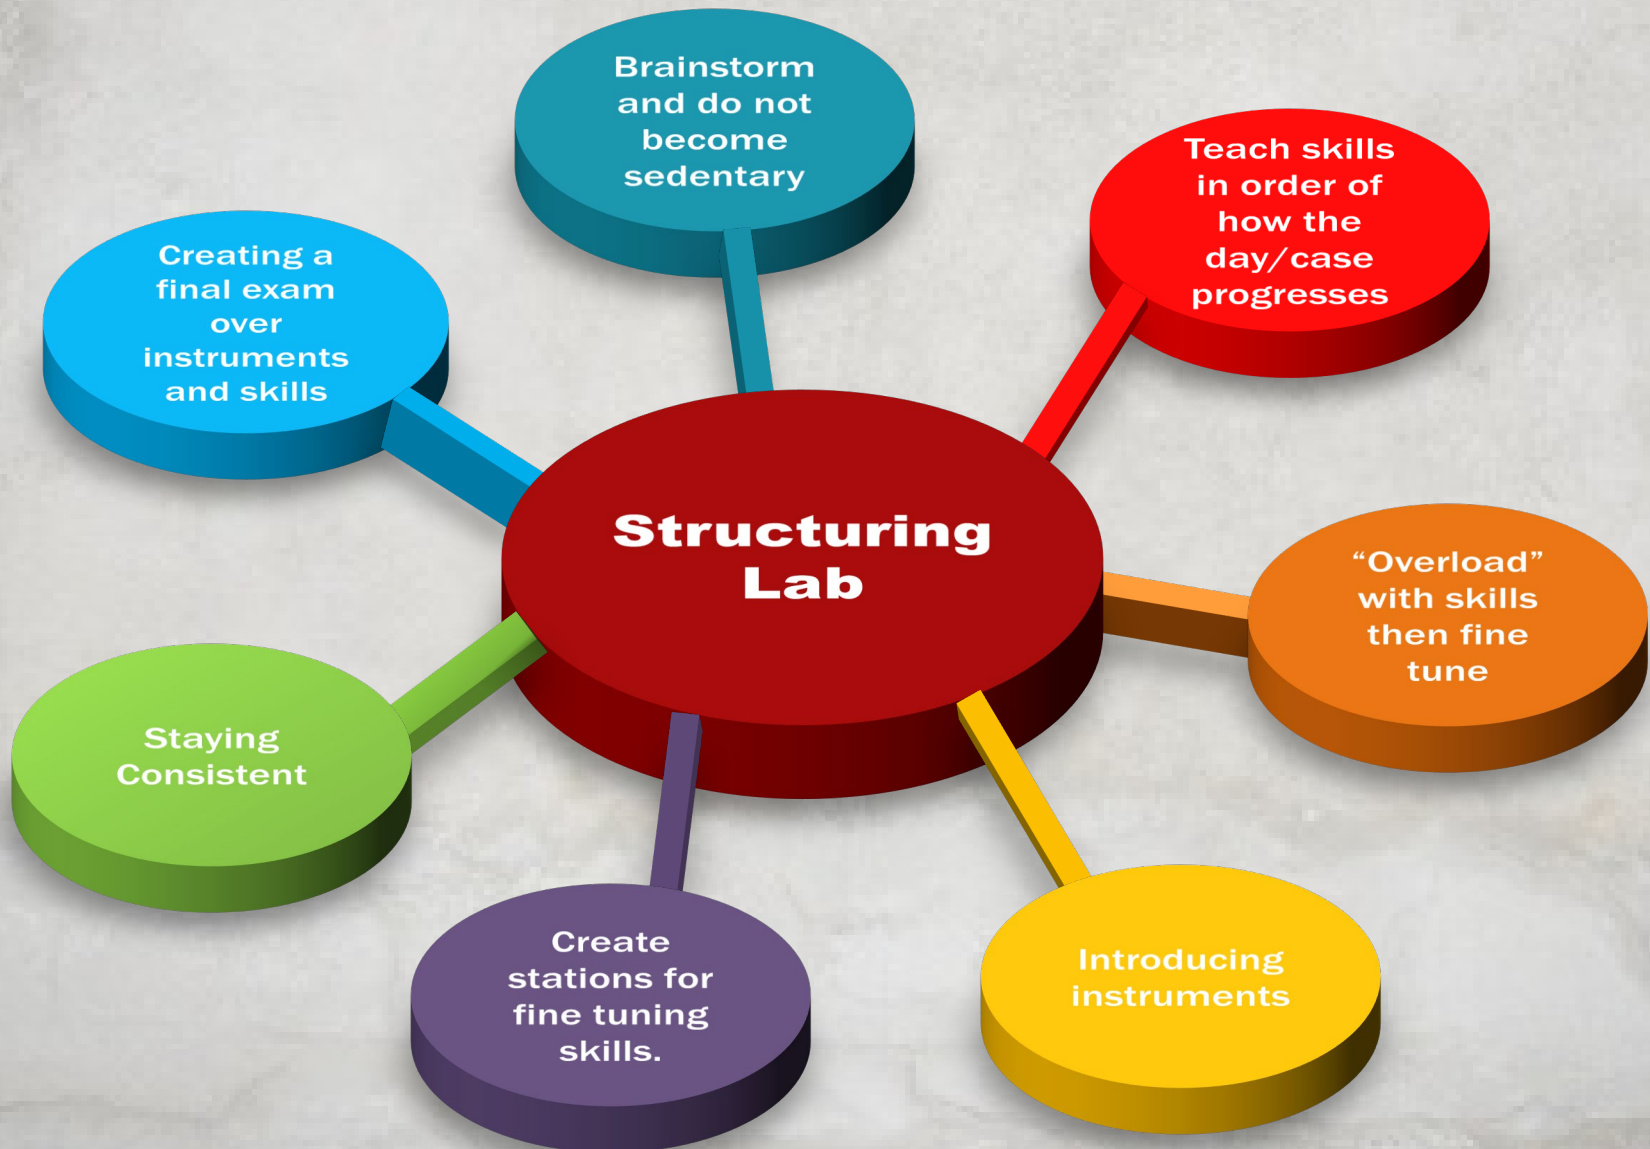 Brainstorm
and do not
become
sedentary
Teach skills
in order of
how the
day/case
progresses
“Overload”
with skills
then fine
tune
Introducing
instruments
Create
stations for
fine tuning
skills.
Staying
Consistent
Creating a
final exam
over
instruments
and skills
Structuring
Lab